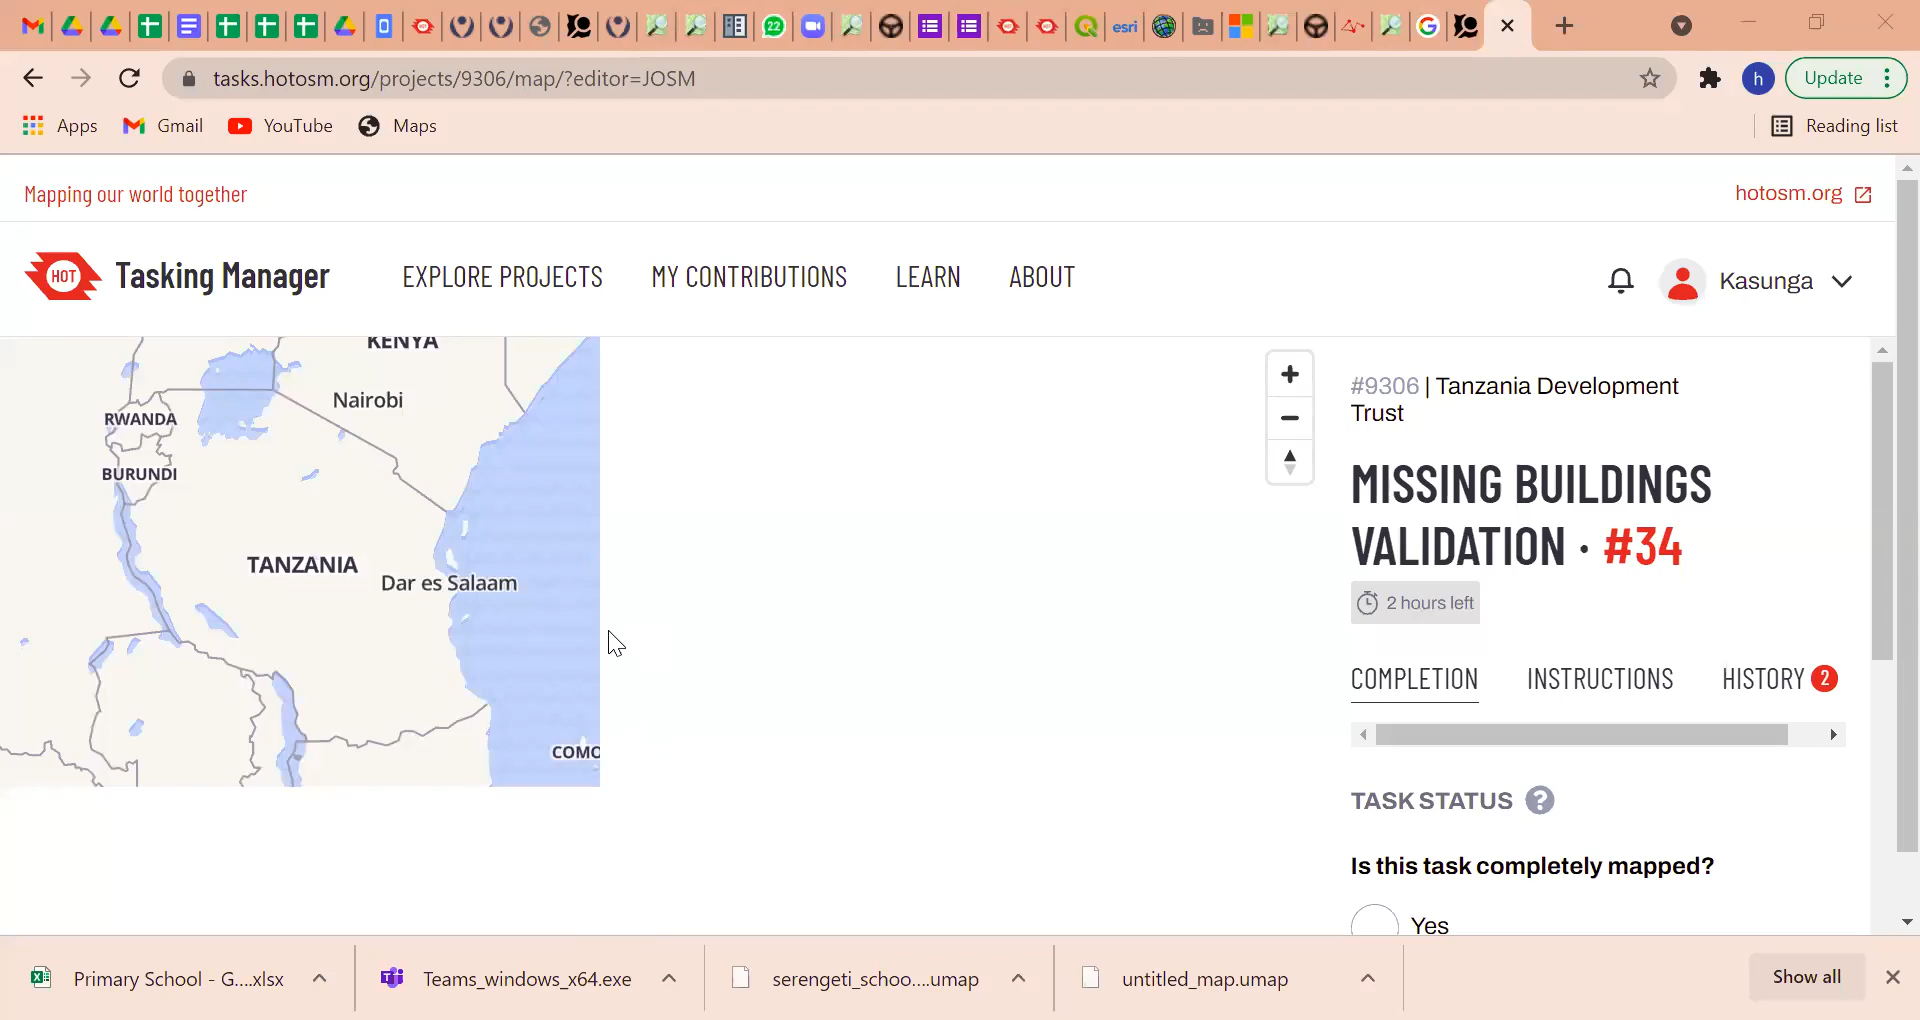 22
esri
tasks.hotosm.org/projects/9306/map/?editor=JOSM
h
Update
Apps
Gmail
YouTube
Maps
Reading list
Mapping our world together
hotosm.org
HOT
Tasking Manager
EXPLORE PROJECTS
MY CONTRIBUTIONS
LEARN
ABOUT
Kasunga
KENYA
Nairobi
RWANDA
BURUNDI
TANZANIA
Dar es Salaam
COMO
#9306 | Tanzania Development
Trust
MISSING BUILDINGS
VALIDATION · #34
2 hours left
COMPLETION
INSTRUCTIONS
HISTORY 2
TASK STATUS ?
Is this task completely mapped?
Yes
Primary School - G....xlsx
Teams_windows_x64.exe
serengeti_schoo....umap
untitled_map.umap
Show all